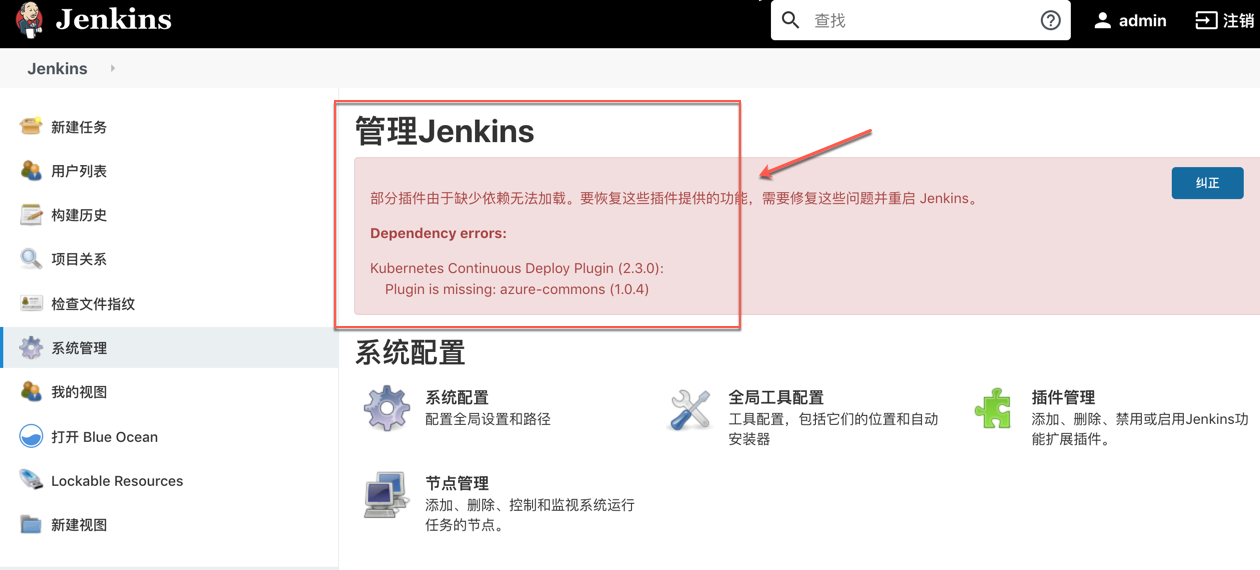 Jenkins
查找
admin
注销
Jenkins
新建任务
用户列表
构建历史
项目关系
检查文件指纹
系统管理
我的视图
打开 Blue Ocean
Lockable Resources
新建视图
管理Jenkins
部分插件由于缺少依赖无法加载。要恢复这些插件提供的功能，需要修复这些问题并重启 Jenkins。
纠正
Dependency errors:
Kubernetes Continuous Deploy Plugin (2.3.0):
Plugin is missing: azure-commons (1.0.4)
系统配置
系统配置
配置全局设置和路径
全局工具配置
工具配置，包括它们的位置和自动
安装器
插件管理
添加、删除、禁用或启用Jenkins功
能扩展插件。
节点管理
添加、删除、控制和监视系统运行
任务的节点。